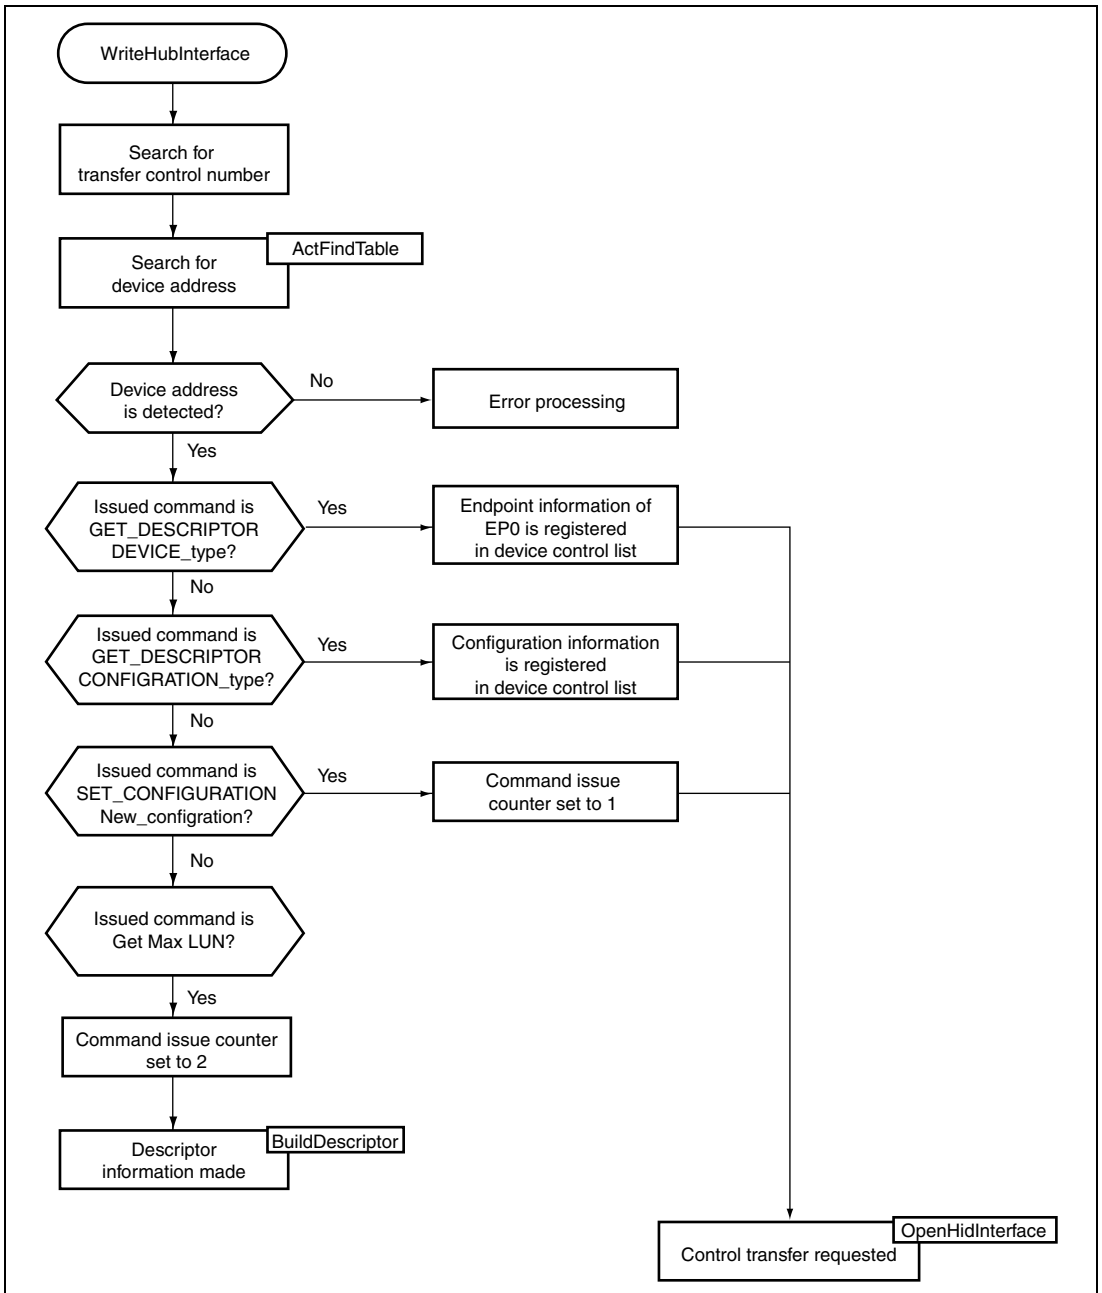 WriteHubInterface
Search for
transfer control number
ActFindTable
Search for
device address
Device address
is detected?
No
Error processing
Yes
Issued command is
GET_DESCRIPTOR
DEVICE_type?
Yes
Endpoint information of
EP0 is registered
in device control list
No
Issued command is
GET_DESCRIPTOR
CONFIGRATION_type?
Yes
Configuration information
is registered
in device control list
No
Issued command is
SET_CONFIGURATION
New_configration?
Yes
Command issue
counter set to 1
No
Issued command is
Get Max LUN?
Yes
Command issue counter
set to 2
BuildDescriptor
Descriptor
information made
OpenHidInterface
Control transfer requested